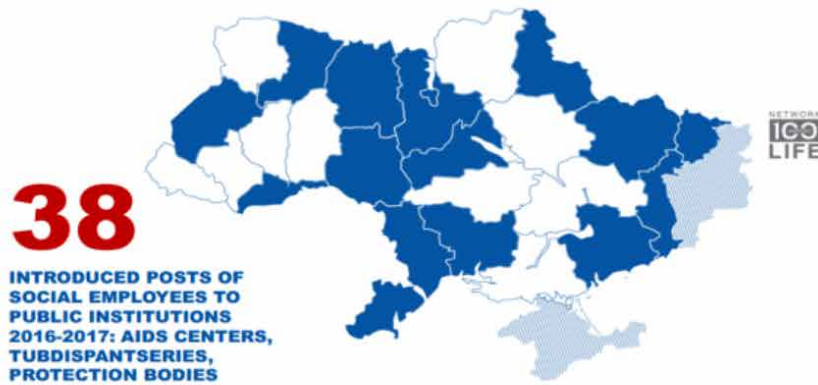 NETWORK
100
LIFE
38
INTRODUCED POSTS OF
SOCIAL EMPLOYEES TO
PUBLIC INSTITUTIONS
2016-2017: AIDS CENTERS,
TUBDISPANTSERIES,
PROTECTION BODIES